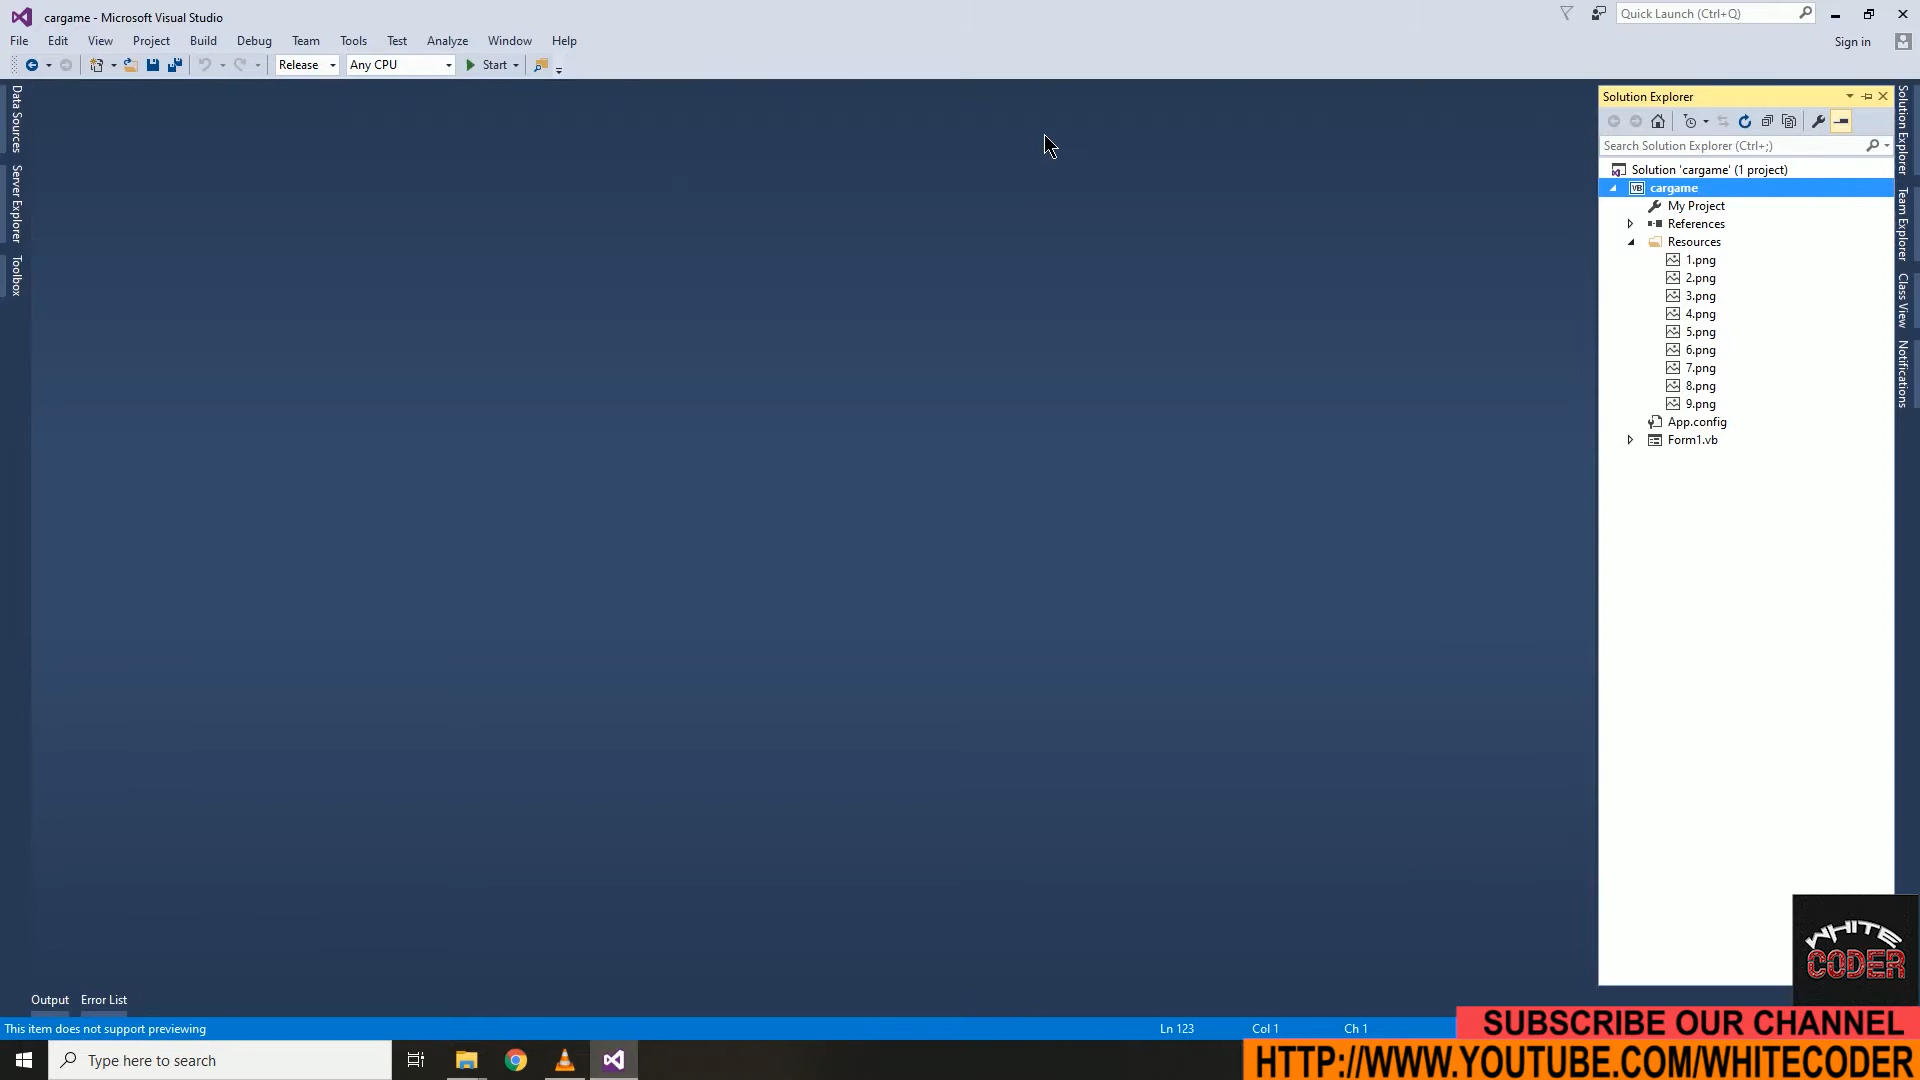 cargame - Microsoft Visual Studio
Quick Launch (Ctrl+Q)
File Edit View Project Build Debug Team Tools Test Analyze Window Help
Sign in
Release Any CPU Start
Data Sources
Server Explorer
Toolbox
Solution Explorer
Search Solution Explorer (Ctrl+;)
Solution 'cargame' (1 project)
VB cargame
My Project
References
Resources
1.png
2.png
3.png
4.png
5.png
6.png
7.png
8.png
9.png
App.config
Form1.vb
Solution Explorer
Team Explorer
Class View
Notifications
WHITE
CODER
Output Error List
This item does not support previewing
Ln 123 Col 1 Ch 1
SUBSCRIBE OUR CHANNEL
Type here to search
HTTP://WWW.YOUTUBE.COM/WHITECODER